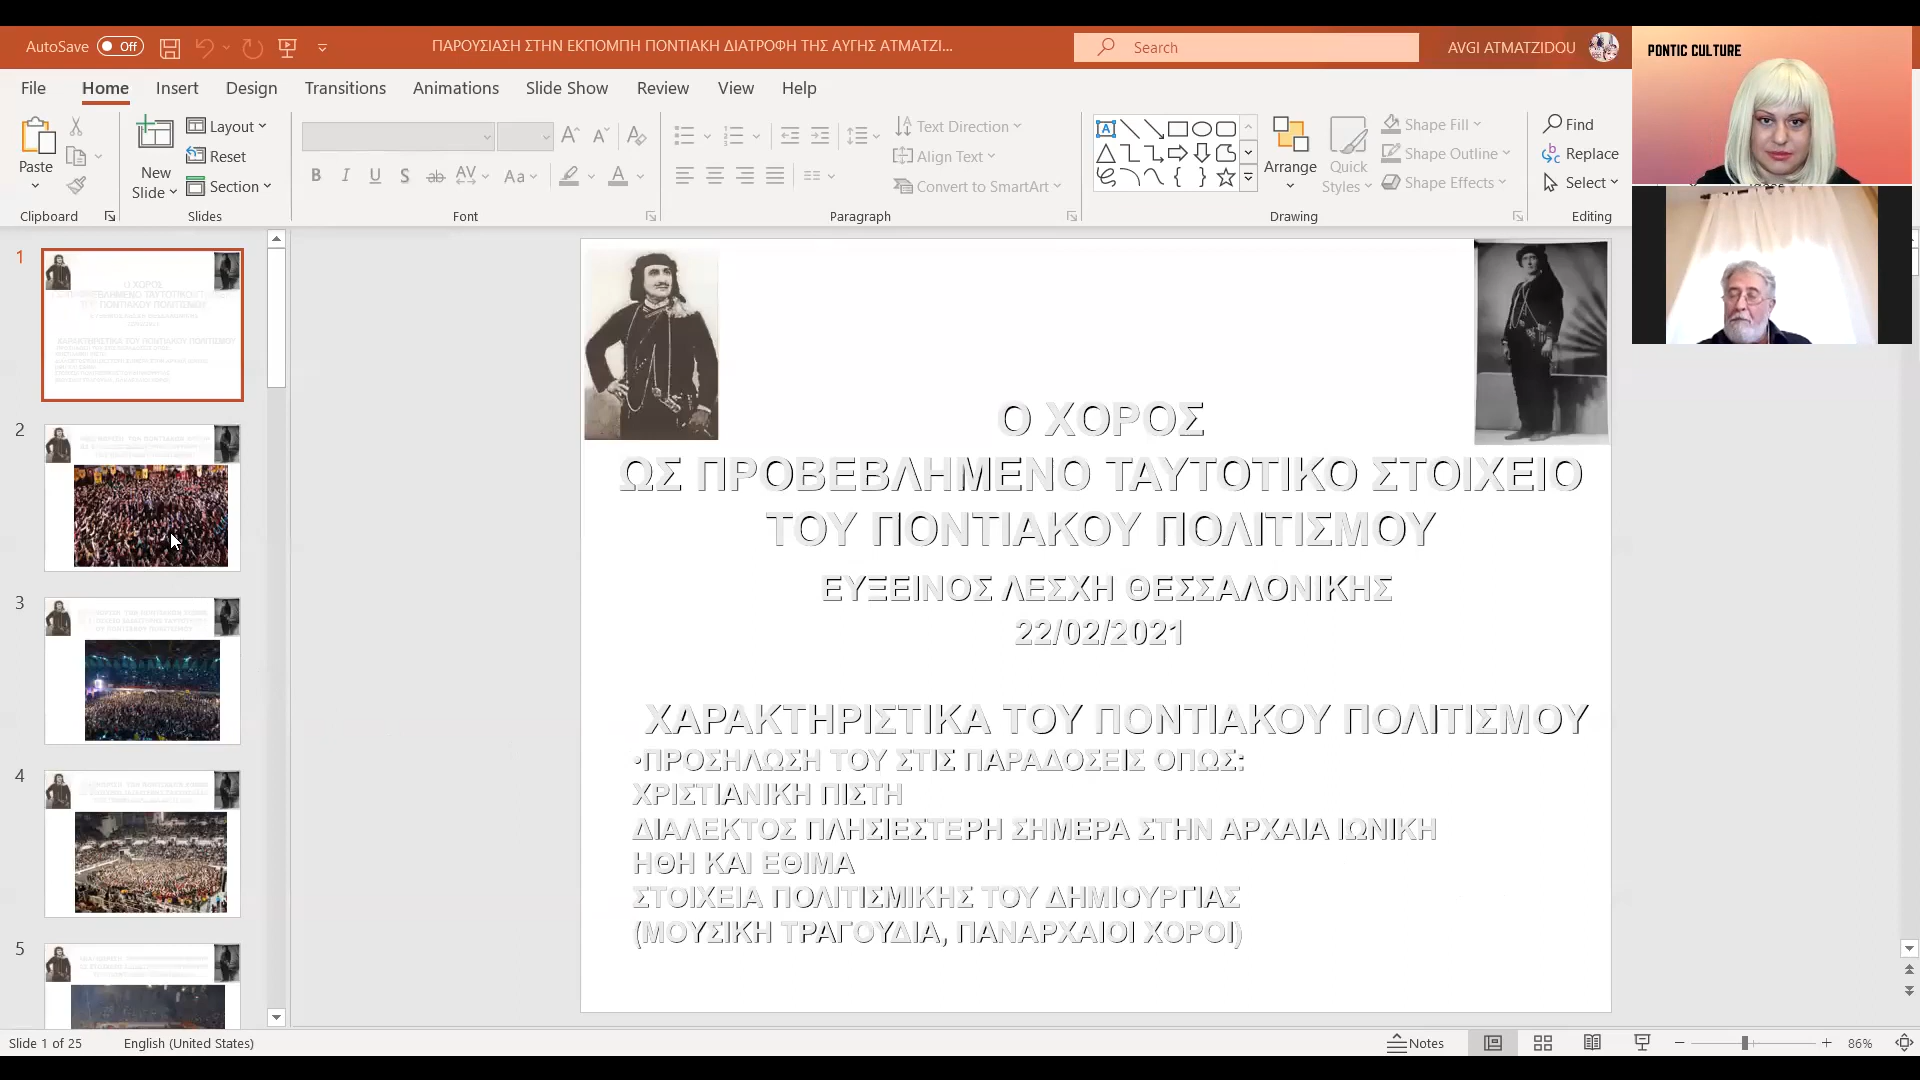 AutoSave Off
ΠΑΡΟΥΣΙΑΣΗ ΣΤΗΝ ΕΚΠΟΜΠΗ ΠΟΝΤΙΑΚΗ ΔΙΑΤΡΟΦΗ ΤΗΣ ΑΥΓΗΣ ΑΤΜΑΤΖΙ...
Search
AVGI ATMATZIDOU
PONTIC CULTURE
File Home Insert Design Transitions Animations Slide Show Review View Help
Paste
Clipboard
New Slide
Layout
Reset
Section
Slides
Font
Text Direction
Align Text
Convert to SmartArt
Paragraph
Arrange
Quick Styles
Shape Fill
Shape Outline
Shape Effects
Drawing
Find
Replace
Select
Editing
1
2
3
4
5
Ο ΧΟΡΟΣ
ΩΣ ΠΡΟΒΕΒΛΗΜΕΝΟ ΤΑΥΤΟΤΙΚΟ ΣΤΟΙΧΕΙΟ
ΤΟΥ ΠΟΝΤΙΑΚΟΥ ΠΟΛΙΤΙΣΜΟΥ
ΕΥΞΕΙΝΟΣ ΛΕΣΧΗ ΘΕΣΣΑΛΟΝΙΚΗΣ
22/02/2021
ΧΑΡΑΚΤΗΡΙΣΤΙΚΑ ΤΟΥ ΠΟΝΤΙΑΚΟΥ ΠΟΛΙΤΙΣΜΟΥ
•ΠΡΟΣΗΛΩΣΗ ΤΟΥ ΣΤΙΣ ΠΑΡΑΔΟΣΕΙΣ ΟΠΩΣ:
ΧΡΙΣΤΙΑΝΙΚΗ ΠΙΣΤΗ
ΔΙΑΛΕΚΤΟΣ ΠΛΗΣΙΕΣΤΕΡΗ ΣΗΜΕΡΑ ΣΤΗΝ ΑΡΧΑΙΑ ΙΩΝΙΚΗ
ΗΘΗ ΚΑΙ ΕΘΙΜΑ
ΣΤΟΙΧΕΙΑ ΠΟΛΙΤΙΣΜΙΚΗΣ ΤΟΥ ΔΗΜΙΟΥΡΓΙΑΣ
(ΜΟΥΣΙΚΗ ΤΡΑΓΟΥΔΙΑ, ΠΑΝΑΡΧΑΙΟΙ ΧΟΡΟΙ)
Slide 1 of 25
English (United States)
Notes
86%